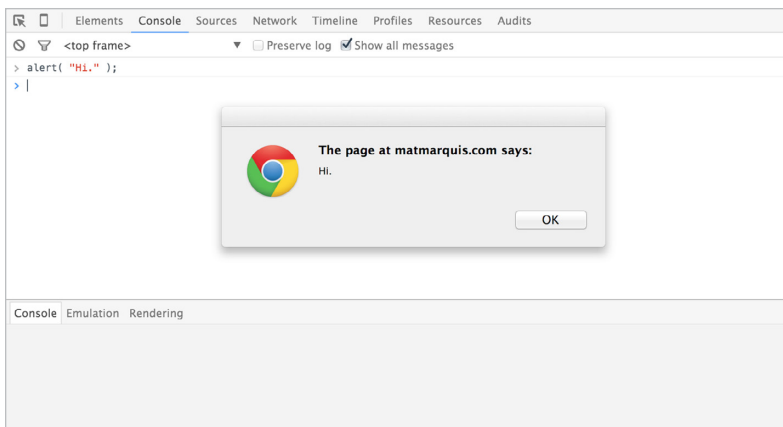 Elements Console Sources Network Timeline Profiles Resources Audits
<top frame> ▼ Preserve log Show all messages
> alert( "Hi." );
>
The page at matmarquis.com says:
Hi.
OK
Console Emulation Rendering